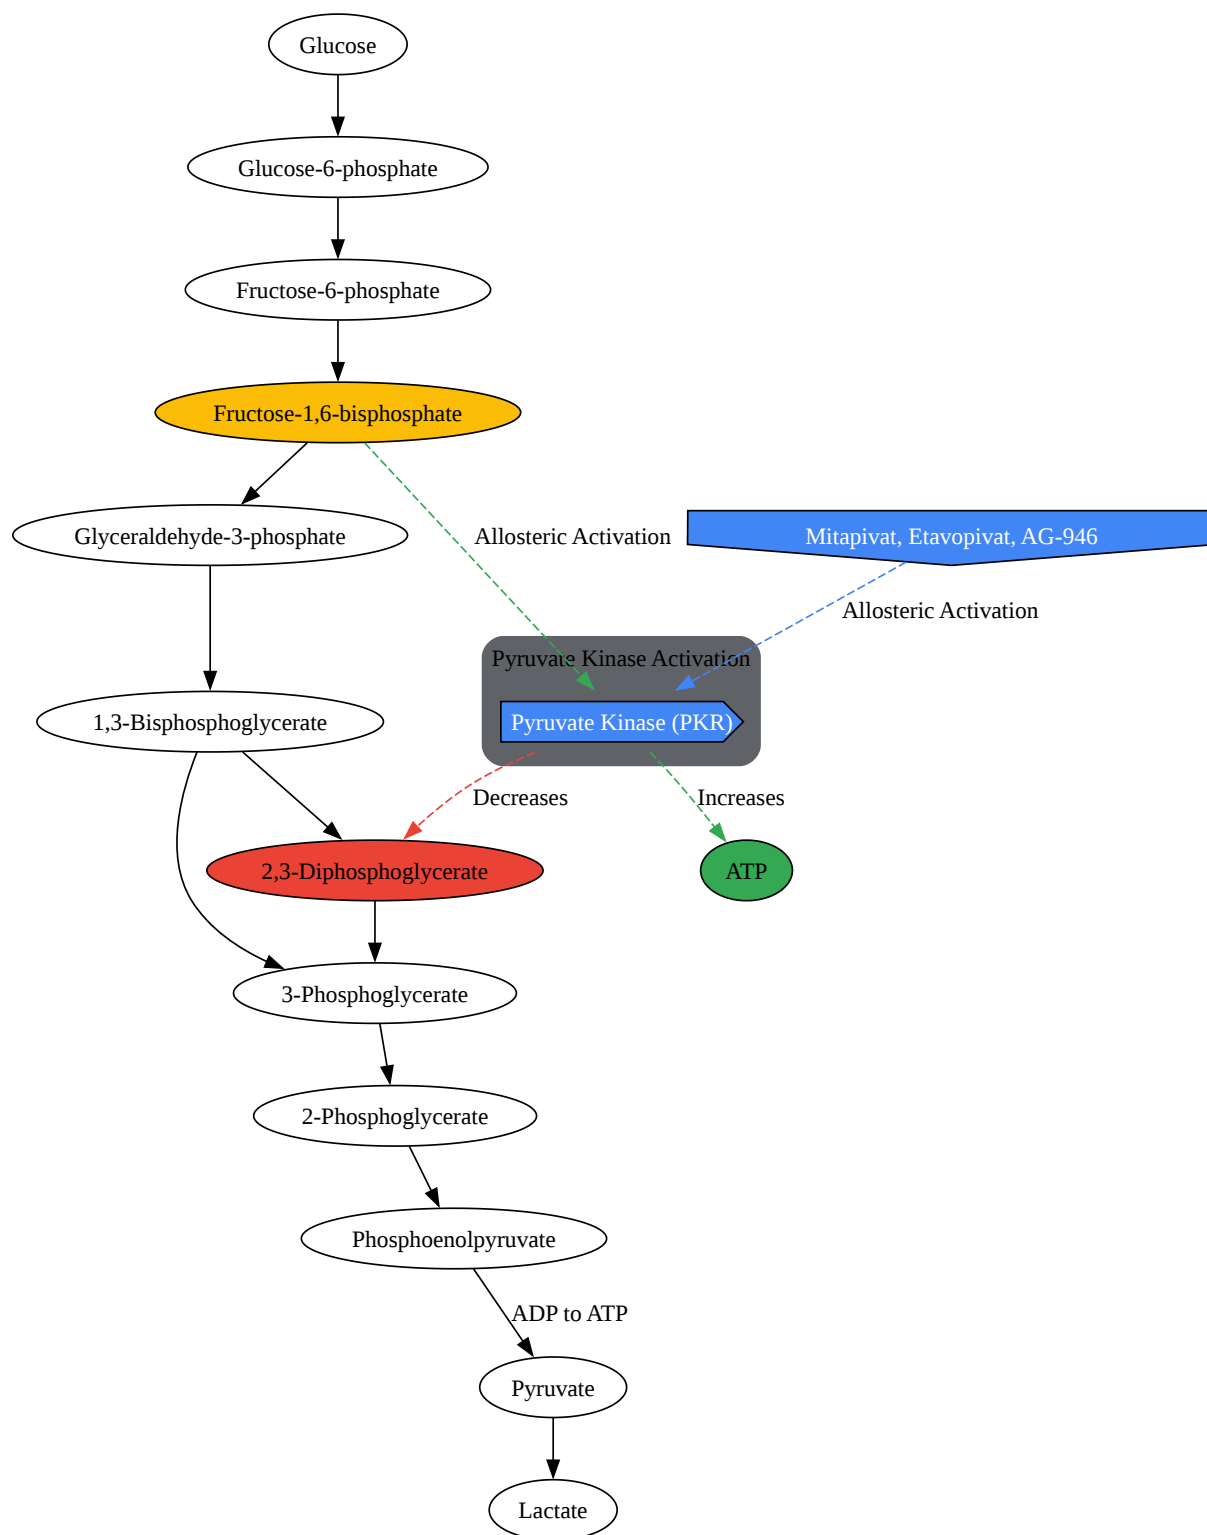 Glucose
Glucose-6-phosphate
Fructose-6-phosphate
Fructose-1,6-bisphosphate
Glyceraldehyde-3-phosphate
Allosteric Activation
Mitapivat, Etavopivat, AG-946
Allosteric Activation
Pyruvate Kinase Activation
1,3-Bisphosphoglycerate
Pyruvate Kinase (PKR)
Decreases
Increases
2,3-Diphosphoglycerate
ATP
3-Phosphoglycerate
2-Phosphoglycerate
Phosphoenolpyruvate
ADP to ATP
Pyruvate
Lactate